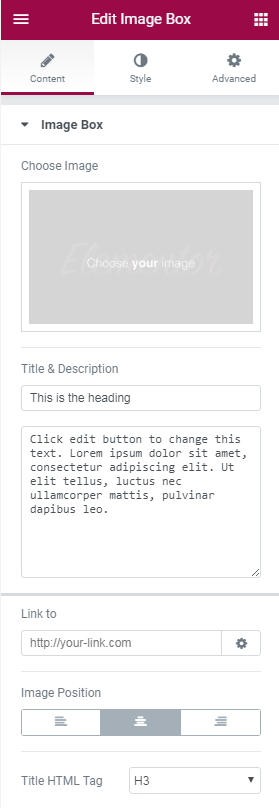 Edit Image Box
Content Style Advanced
Image Box
Choose Image
Elementor
Choose your image
Title & Description
This is the heading
Click edit button to change this
text. Lorem ipsum dolor sit amet,
consectetur adipiscing elit. Ut
elit tellus, luctus nec
ullamcorper mattis, pulvinar
dapibus leo.
Link to
http://your-link.com
Image Position
Title HTML Tag H3